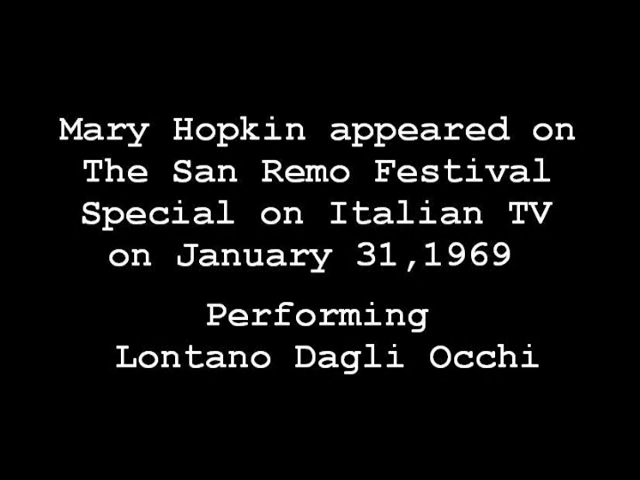 Mary Hopkin appeared on
The San Remo Festival
Special on Italian TV
on January 31,1969
Performing
Lontano Dagli Occhi